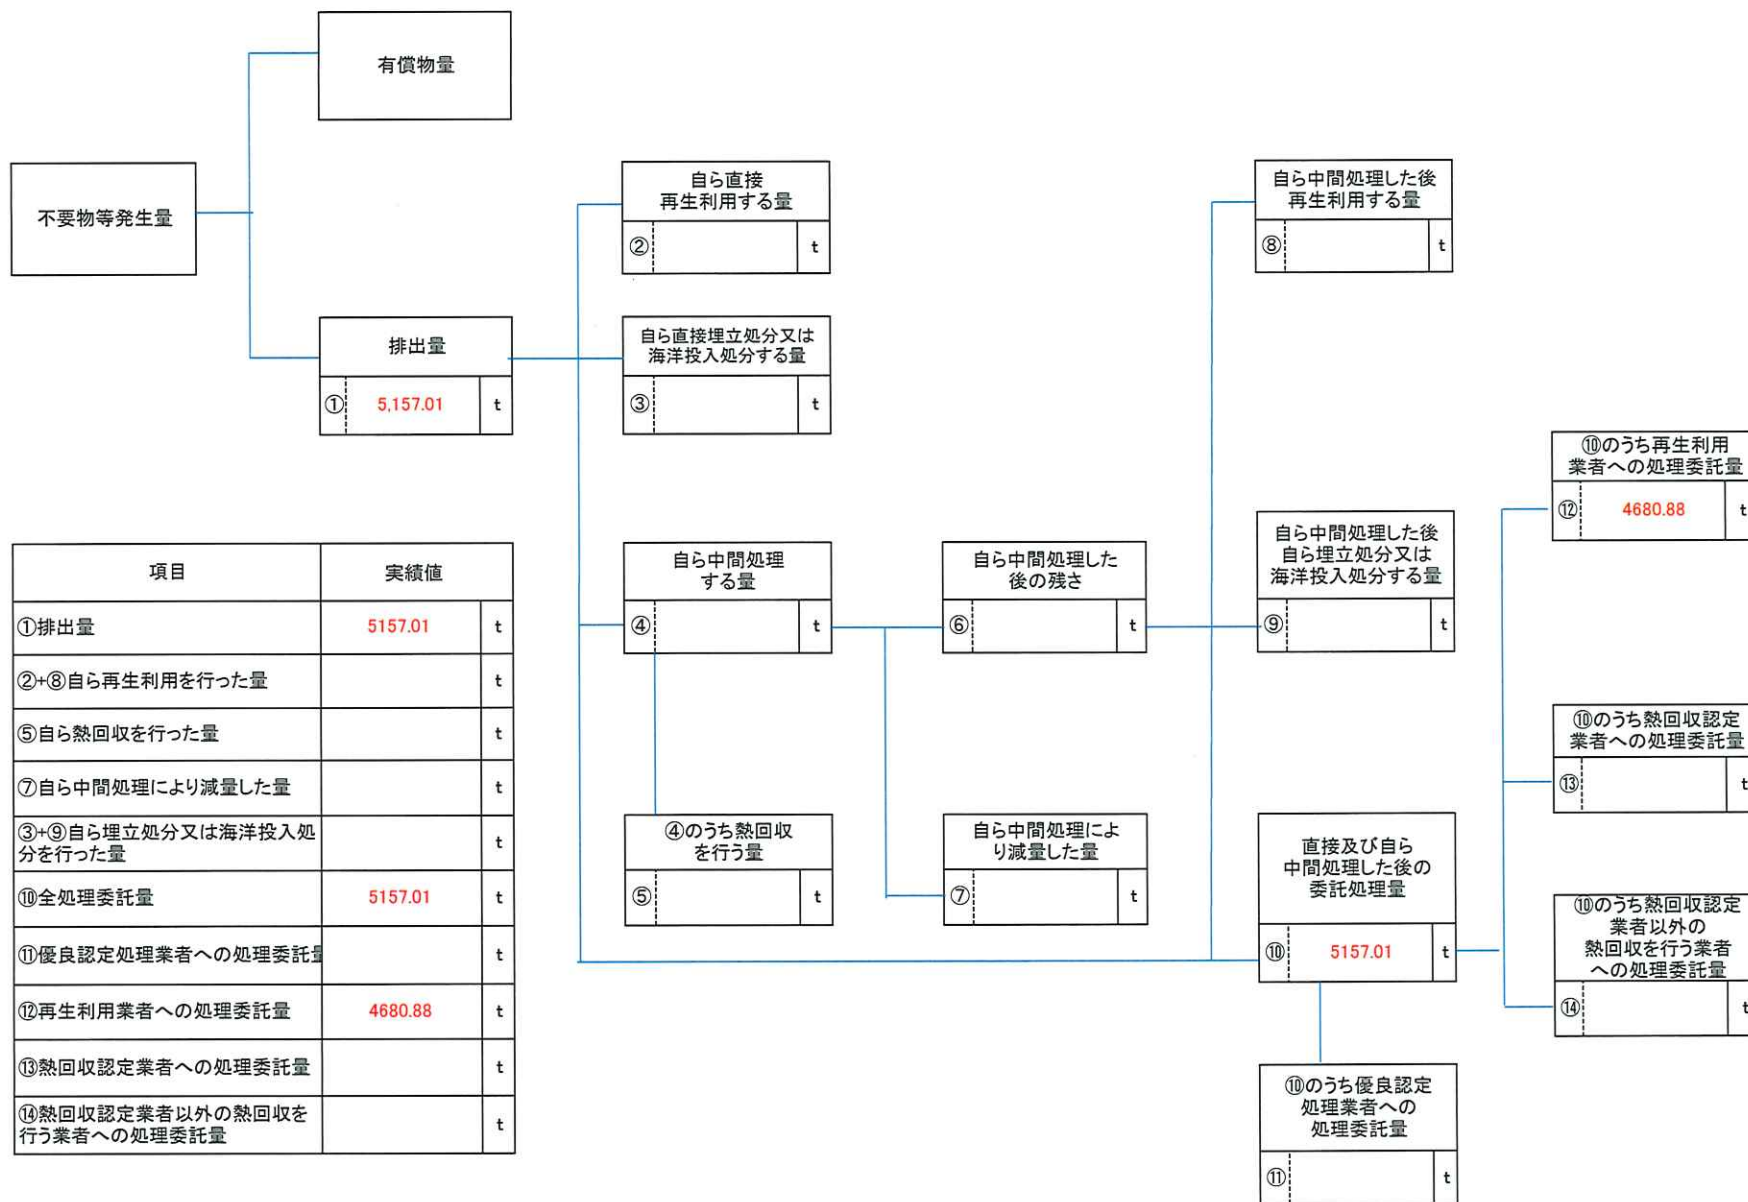 有償物量
不要物等発生量
排出量
① 5,157.01 t
自ら直接
再生利用する量
② t
自ら直接埋立処分又は
海洋投入処分する量
③ t
自ら中間処理
する量
④ t
④のうち熱回収
を行う量
⑤ t
自ら中間処理した
後の残さ
⑥ t
自ら中間処理によ
り減量した量
⑦ t
自ら中間処理した後
再生利用する量
⑧ t
自ら中間処理した後
自ら埋立処分又は
海洋投入処分する量
⑨ t
直接及び自ら
中間処理した後の
委託処理量
⑩ 5157.01 t
⑩のうち優良認定
処理業者への
処理委託量
⑪ t
⑩のうち再生利用
業者への処理委託量
⑫ 4680.88 t
⑩のうち熱回収認定
業者への処理委託量
⑬ t
⑩のうち熱回収認定
業者以外の
熱回収を行う業者
への処理委託量
⑭ t
項目 実績値
①排出量 5157.01 t
②+⑧自ら再生利用を行った量 t
⑤自ら熱回収を行った量 t
⑦自ら中間処理により減量した量 t
③+⑨自ら埋立処分又は海洋投入処
分を行った量 t
⑩全処理委託量 5157.01 t
⑪優良認定処理業者への処理委託量 t
⑫再生利用業者への処理委託量 4680.88 t
⑬熱回収認定業者への処理委託量 t
⑭熱回収認定業者以外の熱回収を
行う業者への処理委託量 t